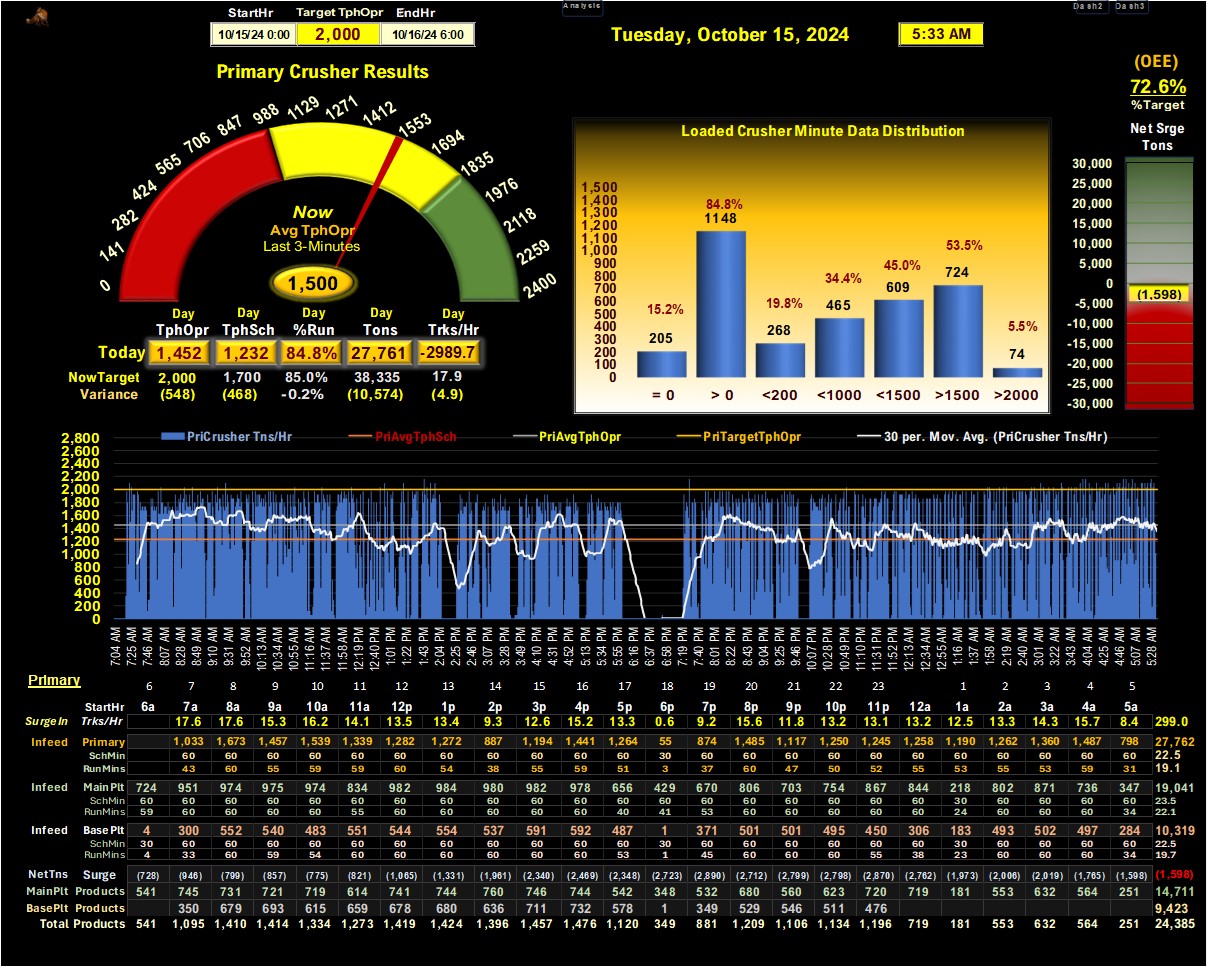 StartHr Target TphOpr EndHr
10/15/24 0:00 2,000 10/16/24 6:00
Analysis
Dash2 Dash3
Tuesday, October 15, 2024 5:33 AM
(OEE)
72.6%
%Target
Primary Crusher Results
0 141 282 424 565 706 847 988 1129 1271 1412 1553 1694 1835 1976 2118 2259 2400
Now
Avg TphOpr
Last 3-Minutes
1,500
Day Day Day Day Day
TphOpr TphSch %Run Tons Trks/Hr
Today 1,452 1,232 84.8% 27,761 -2989.7
NowTarget 2,000 1,700 85.0% 38,335 17.9
Variance (548) (468) -0.2% (10,574) (4.9)
Loaded Crusher Minute Data Distribution
1,500
1,400
1,300
1,200
1,100
1,000
900
800
700
600
500
400
300
200
100
0
15.2% 84.8% 19.8% 34.4% 45.0% 53.5% 5.5%
205 1148 268 465 609 724 74
= 0 > 0 <200 <1000 <1500 >1500 >2000
Net Srge
Tons
30,000
25,000
20,000
15,000
10,000
5,000
0
(1,598)
-5,000
-10,000
-15,000
-20,000
-25,000
-30,000
PriCrusher Tns/Hr PriAvgTphSch PriAvgTphOpr PriTargetTphOpr 30 per. Mov. Avg. (PriCrusher Tns/Hr)
2,800
2,600
2,400
2,200
2,000
1,800
1,600
1,400
1,200
1,000
800
600
400
200
0
7:04 AM 7:25 AM 7:46 AM 8:07 AM 8:28 AM 8:49 AM 9:10 AM 9:31 AM 9:52 AM 10:13 AM 10:34 AM 10:55 AM 11:16 AM 11:37 AM 11:58 AM 12:19 PM 12:40 PM 1:01 PM 1:22 PM 1:43 PM 2:04 PM 2:25 PM 2:46 PM 3:07 PM 3:28 PM 3:49 PM 4:10 PM 4:31 PM 4:52 PM 5:13 PM 5:34 PM 5:55 PM 6:16 PM 6:37 PM 6:58 PM 7:19 PM 7:40 PM 8:01 PM 8:22 PM 8:43 PM 9:04 PM 9:25 PM 9:46 PM 10:07 PM 10:28 PM 10:49 PM 11:10 PM 11:31 PM 11:52 PM 12:13 AM 12:34 AM 12:55 AM 1:16 AM 1:37 AM 1:58 AM 2:19 AM 2:40 AM 3:01 AM 3:22 AM 3:43 AM 4:04 AM 4:25 AM 4:46 AM 5:07 AM 5:28 AM
Primary
6 7 8 9 10 11 12 13 14 15 16 17 18 19 20 21 22 23 1 2 3 4 5
StartHr 6a 7a 8a 9a 10a 11a 12p 1p 2p 3p 4p 5p 6p 7p 8p 9p 10p 11p 12a 1a 2a 3a 4a 5a
SurgeIn Trks/Hr 17.6 17.6 15.3 16.2 14.1 13.5 13.4 9.3 12.6 15.2 13.3 0.6 9.2 15.6 11.8 13.2 13.1 13.2 12.5 13.3 14.3 15.7 8.4 299.0
Infeed Primary 1,033 1,673 1,457 1,539 1,339 1,282 1,272 887 1,194 1,441 1,264 55 874 1,485 1,117 1,250 1,245 1,258 1,190 1,262 1,360 1,487 798 27,762
SchMin 60 60 60 60 60 60 60 60 60 60 60 30 60 60 60 60 60 60 60 60 60 60 60 22.5
RunMins 43 60 55 59 59 60 54 38 55 59 51 3 37 60 47 50 52 55 53 55 53 59 31 19.1
Infeed MainPlt 724 951 974 975 974 834 982 984 980 982 978 656 429 670 806 708 754 867 844 218 802 871 736 347 19,041
SchMin 60 60 60 60 60 60 60 60 60 60 60 60 60 60 60 60 60 60 60 30 60 60 60 60 23.5
RunMins 59 60 60 60 60 55 60 60 60 60 60 40 41 53 60 60 60 60 60 24 60 60 60 34 22.1
Infeed BasePlt 4 300 552 540 483 551 544 554 537 591 592 487 1 371 501 501 495 450 306 183 493 502 497 284 10,319
SchMin 30 60 60 60 60 60 60 60 60 60 60 60 30 60 60 60 60 60 60 30 60 60 60 60 22.5
RunMins 4 33 60 59 54 60 60 60 60 60 60 53 1 45 60 60 60 55 38 23 60 60 60 34 19.7
NetTns Surge (728) (946) (799) (857) (775) (821) (1,065) (1,331) (1,961) (2,340) (2,469) (2,348) (2,723) (2,890) (2,712) (2,799) (2,798) (2,870) (2,762) (1,973) (2,006) (2,019) (1,765) (1,598) (1,598)
MainPlt Products 541 745 731 721 719 614 741 744 760 746 744 542 348 532 680 560 623 720 719 181 553 632 564 251 14,711
BasePlt Products 350 679 693 615 659 678 680 636 711 732 578 1 349 529 546 511 476 9,423
Total Products 541 1,095 1,410 1,414 1,334 1,273 1,419 1,424 1,396 1,457 1,476 1,120 349 881 1,209 1,106 1,134 1,196 719 181 553 632 564 251 24,385